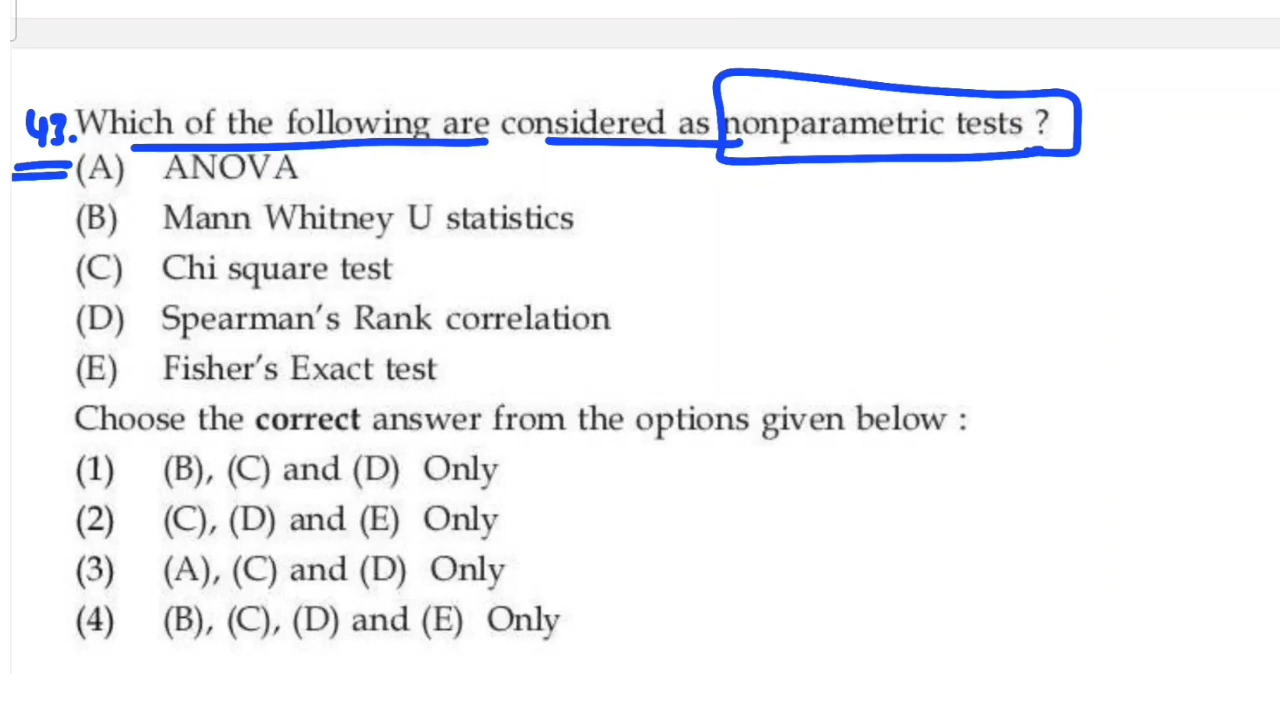 43. Which of the following are considered as nonparametric tests ?
(A) ANOVA
(B) Mann Whitney U statistics
(C) Chi square test
(D) Spearman's Rank correlation
(E) Fisher's Exact test
Choose the correct answer from the options given below :
(1) (B), (C) and (D) Only
(2) (C), (D) and (E) Only
(3) (A), (C) and (D) Only
(4) (B), (C), (D) and (E) Only